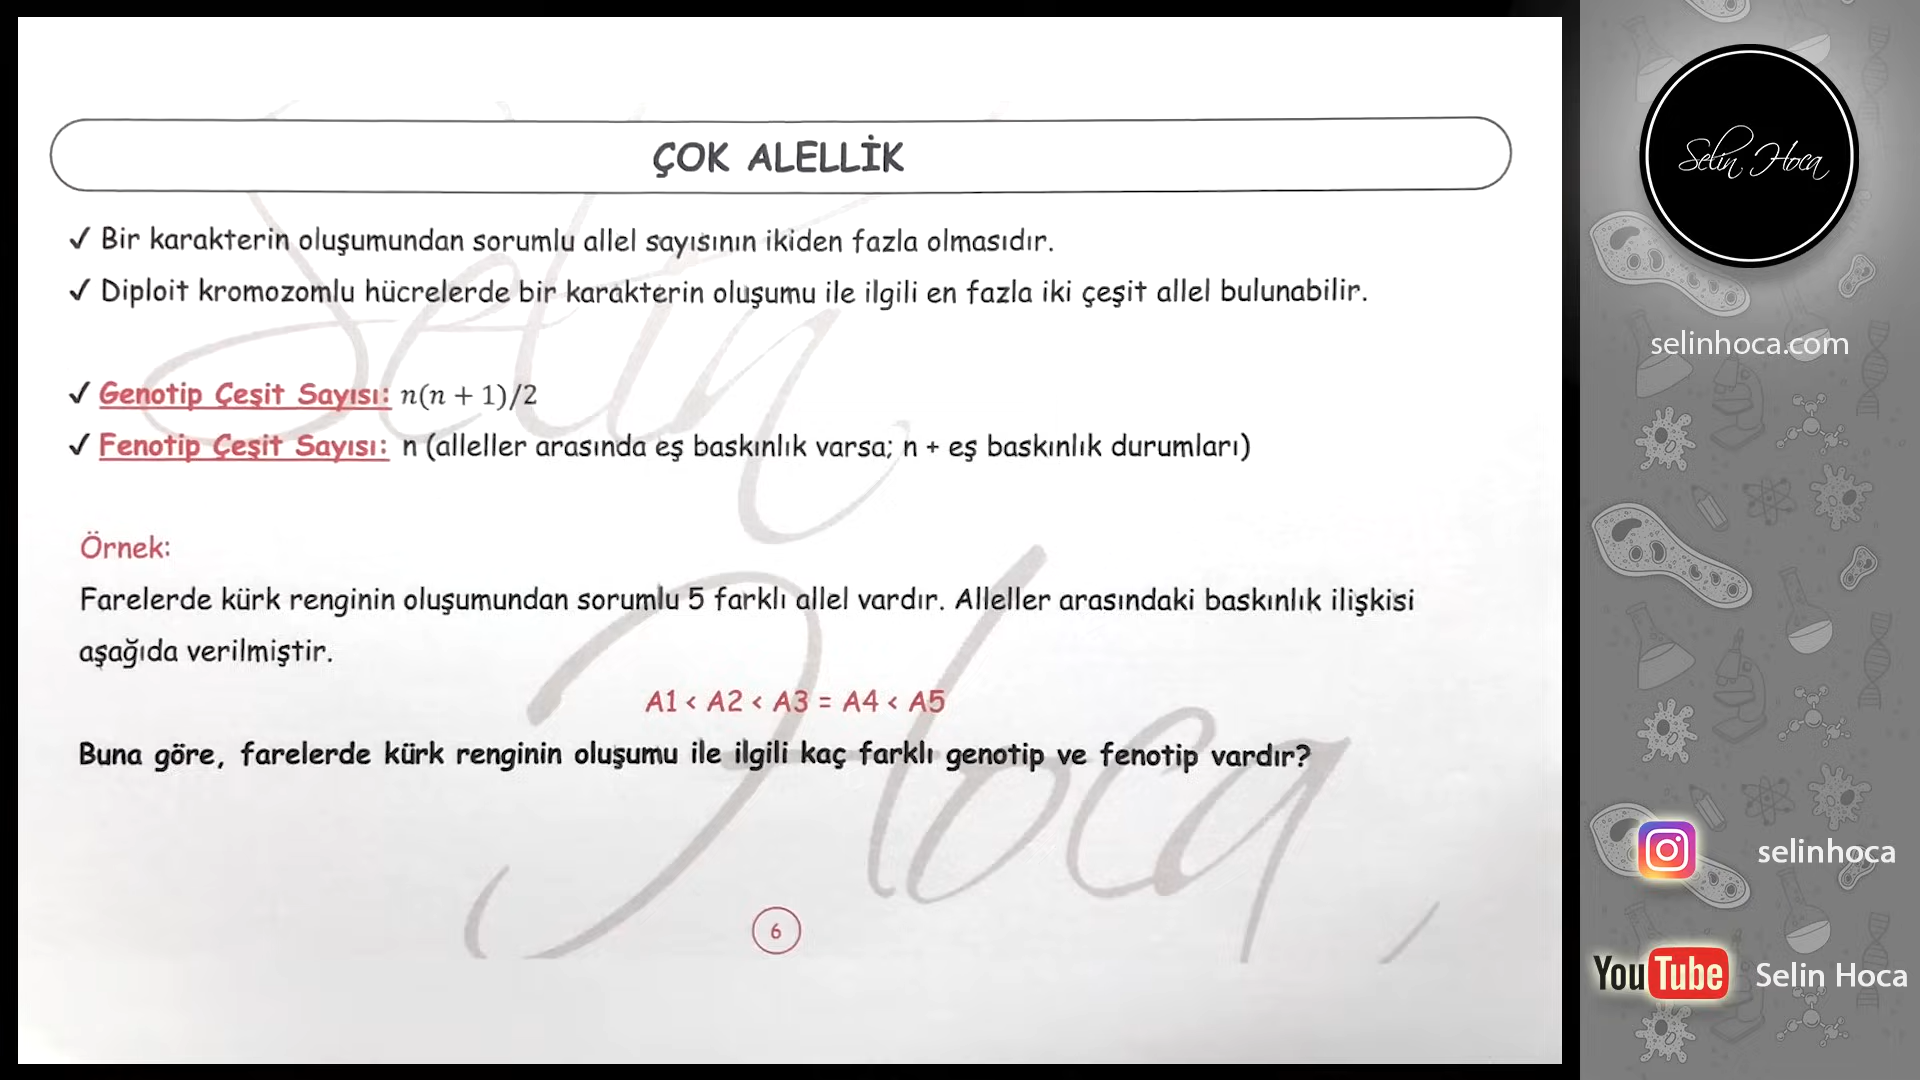 ÇOK ALELLİK
✓ Bir karakterin oluşumundan sorumlu allel sayısının ikiden fazla olmasıdır.
✓ Diploit kromozomlu hücrelerde bir karakterin oluşumu ile ilgili en fazla iki çeşit allel bulunabilir.
✓ Genotip Çeşit Sayısı: n(n + 1)/2
✓ Fenotip Çeşit Sayısı: n (alleller arasında eş baskınlık varsa; n + eş baskınlık durumları)
Örnek:
Farelerde kürk renginin oluşumundan sorumlu 5 farklı allel vardır. Alleller arasındaki baskınlık ilişkisi
aşağıda verilmiştir.
A1 < A2 < A3 = A4 < A5
Buna göre, farelerde kürk renginin oluşumu ile ilgili kaç farklı genotip ve fenotip vardır?
6
Selin Hoca
Selin Hoca
selinhoca.com
selinhoca
YouTube Selin Hoca